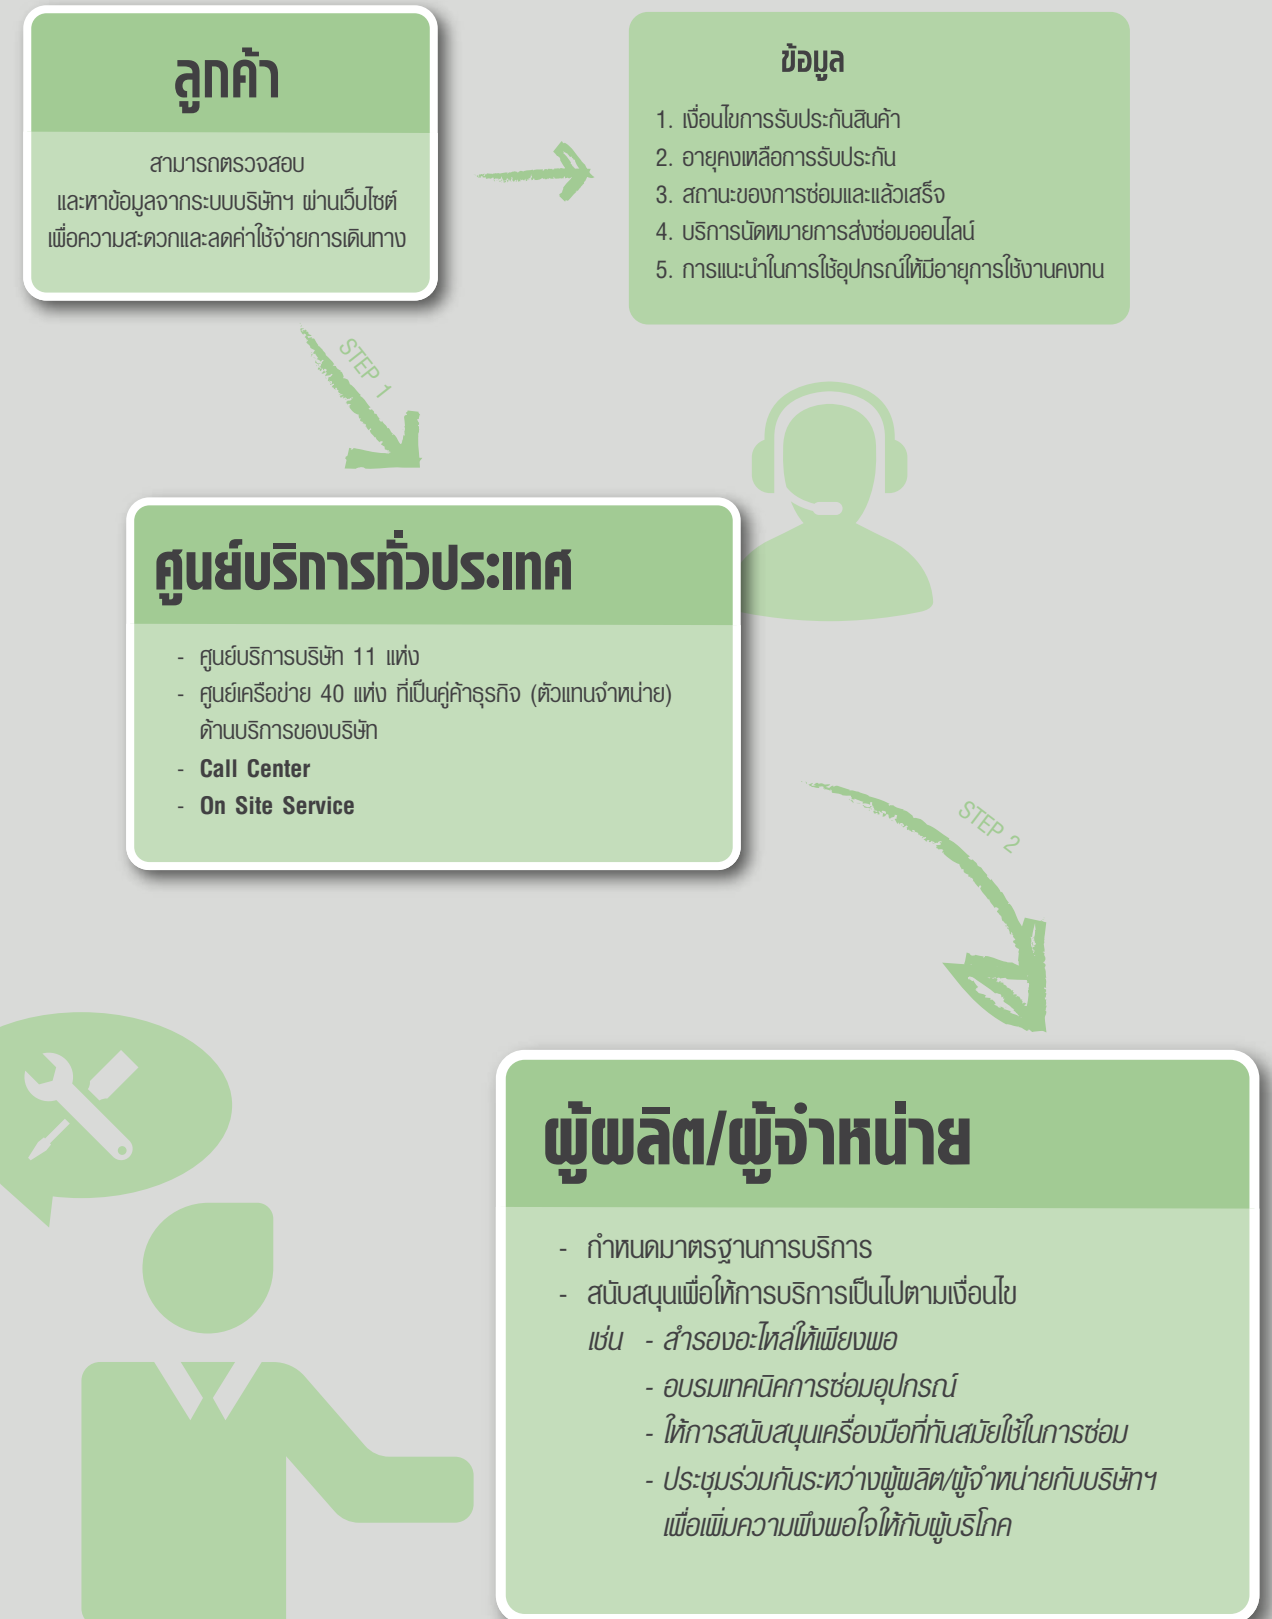 ลูกค้า
สามารถตรวจสอบ
และหาข้อมูลจากระบบบริษัทฯ ผ่านเว็บไซต์
เพื่อความสะดวกและลดค่าใช้จ่ายการเดินทาง
ข้อมูล
1. เงื่อนไขการรับประกันสินค้า
2. อายุคงเหลือการรับประกัน
3. สถานะของการซ่อมและแล้วเสร็จ
4. บริการนัดหมายการส่งซ่อมออนไลน์
5. การแนะนำในการใช้อุปกรณ์ให้มีอายุการใช้งานคงทน
STEP 1
ศูนย์บริการทั่วประเทศ
- ศูนย์บริการบริษัท 11 แห่ง
- ศูนย์เครือข่าย 40 แห่ง ที่เป็นคู่ค้าธุรกิจ (ตัวแทนจำหน่าย)
ด้านบริการของบริษัท
- Call Center
- On Site Service
STEP 2
ผู้ผลิต/ผู้จำหน่าย
- กำหนดมาตรฐานการบริการ
- สนับสนุนเพื่อให้การบริการเป็นไปตามเงื่อนไข
เช่น - สำรองอะไหล่ให้เพียงพอ
- อบรมเทคนิคการซ่อมอุปกรณ์
- ให้การสนับสนุนเครื่องมือที่ทันสมัยใช้ในการซ่อม
- ประชุมร่วมกันระหว่างผู้ผลิต/ผู้จำหน่ายกับบริษัทฯ
เพื่อเพิ่มความพึงพอใจให้กับผู้บริโภค